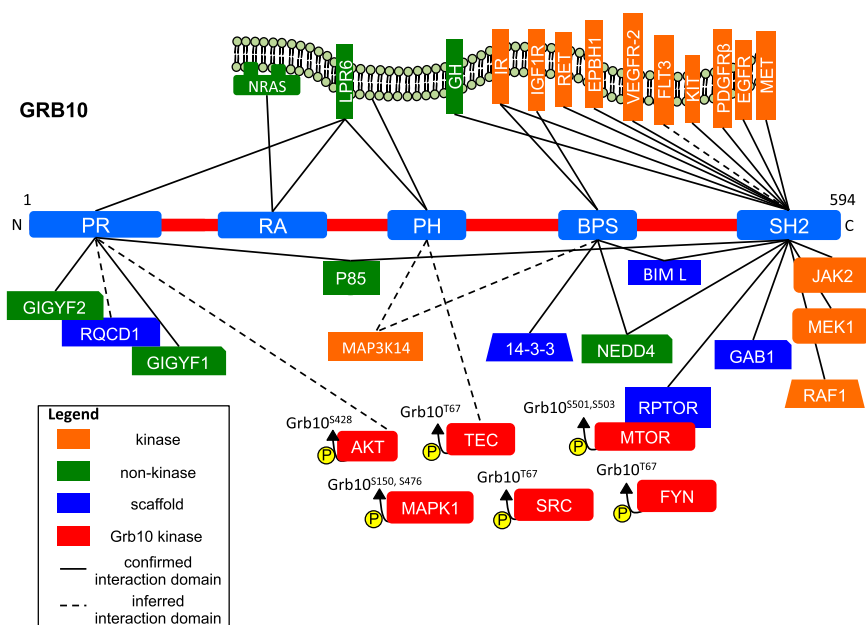 NRAS
LPR6
GH
IR
IGF1R
RET
EPBH1
VEGFR-2
FLT3
KIT
PDGFRβ
EGFR
MET
GRB10
1
594
N
PR
RA
PH
BPS
SH2
C
P85
BIM L
JAK2
GIGYF2
RQCD1
GIGYF1
MAP3K14
14-3-3
NEDD4
GAB1
MEK1
RAF1
RPTOR
Grb10S428
P
AKT
Grb10T67
P
TEC
Grb10S501,S503
P
MTOR
Grb10S150, S476
P
MAPK1
Grb10T67
P
SRC
Grb10T67
P
FYN
Legend
kinase
non-kinase
scaffold
Grb10 kinase
confirmed
interaction domain
inferred
interaction domain